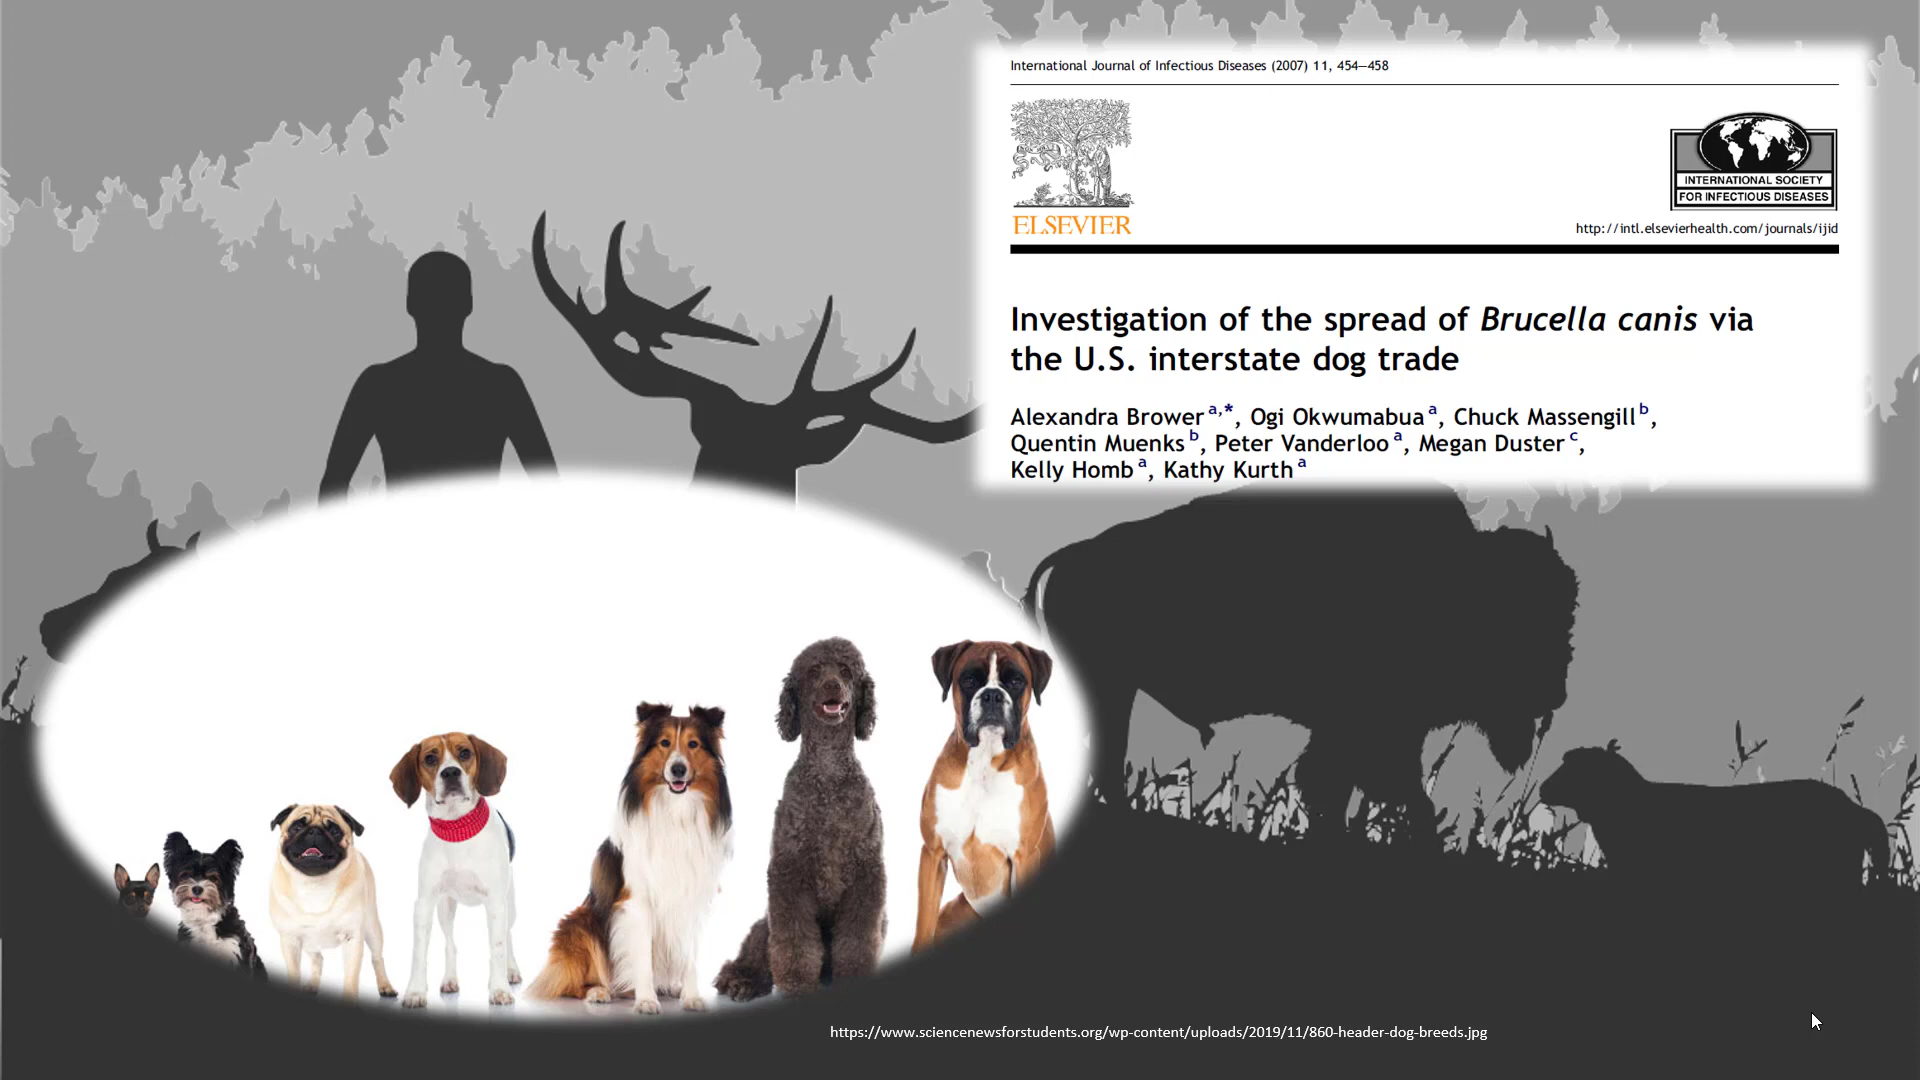 International Journal of Infectious Diseases (2007) 11, 454—458
ELSEVIER
INTERNATIONAL SOCIETY
FOR INFECTIOUS DISEASES
http://intl.elsevierhealth.com/journals/ijid
Investigation of the spread of Brucella canis via
the U.S. interstate dog trade
Alexandra Brower a,*, Ogi Okwumabua a, Chuck Massengill b,
Quentin Muenks b, Peter Vanderloo a, Megan Duster c,
Kelly Homb a, Kathy Kurth a
https://www.sciencenewsforstudents.org/wp-content/uploads/2019/11/860-header-dog-breeds.jpg